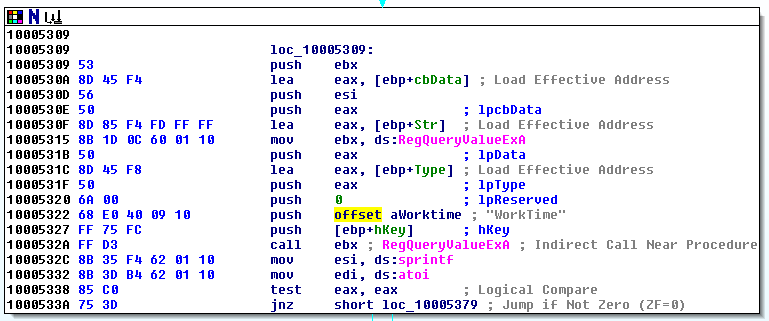 10005309
10005309 loc_10005309:
10005309 53 push ebx
1000530A 8D 45 F4 lea eax, [ebp+cbData] ; Load Effective Address
1000530D 56 push esi
1000530E 50 push eax ; lpcbData
1000530F 8D 85 F4 FD FF FF lea eax, [ebp+Str] ; Load Effective Address
10005315 8B 1D 0C 60 01 10 mov ebx, ds:RegQueryValueExA
1000531B 50 push eax ; lpData
1000531C 8D 45 F8 lea eax, [ebp+Type] ; Load Effective Address
1000531F 50 push eax ; lpType
10005320 6A 00 push 0 ; lpReserved
10005322 68 E0 40 09 10 push offset aWorktime ; "WorkTime"
10005327 FF 75 FC push [ebp+hKey] ; hKey
1000532A FF D3 call ebx ; RegQueryValueExA ; Indirect Call Near Procedure
1000532C 8B 35 F4 62 01 10 mov esi, ds:sprintf
10005332 8B 3D B4 62 01 10 mov edi, ds:atoi
10005338 85 C0 test eax, eax ; Logical Compare
1000533A 75 3D jnz short loc_10005379 ; Jump if Not Zero (ZF=0)